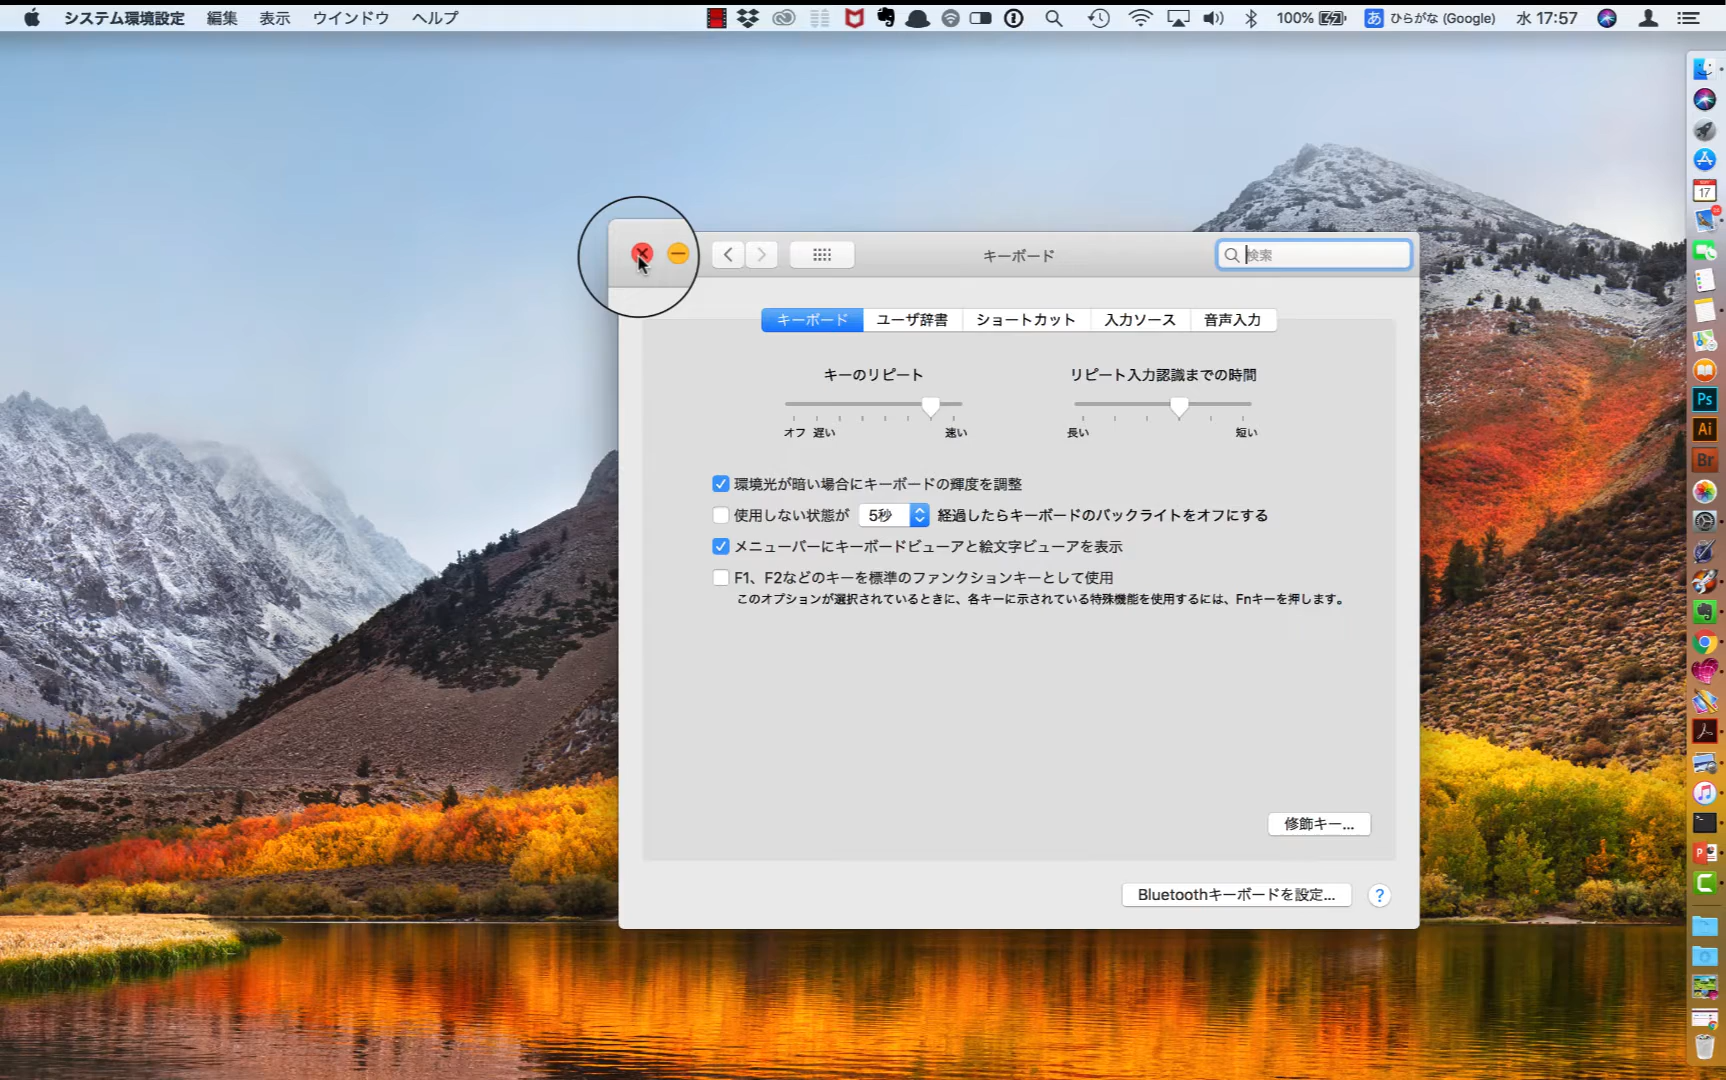 システム環境設定 編集 表示 ウインドウ ヘルプ 100% あ ひらがな (Google) 水 17:57
キーボード 検索
キーボード ユーザ辞書 ショートカット 入力ソース 音声入力
キーのリピート リピート入力認識までの時間
オフ 遅い 速い 長い 短い
環境光が暗い場合にキーボードの輝度を調整
使用しない状態が 5秒 経過したらキーボードのバックライトをオフにする
メニューバーにキーボードビューアと絵文字ビューアを表示
F1、F2などのキーを標準のファンクションキーとして使用
このオプションが選択されているときに、各キーに示されている特殊機能を使用するには、Fnキーを押します。
修飾キー...
Bluetoothキーボードを設定... ?
17
Ps
Ai
Br